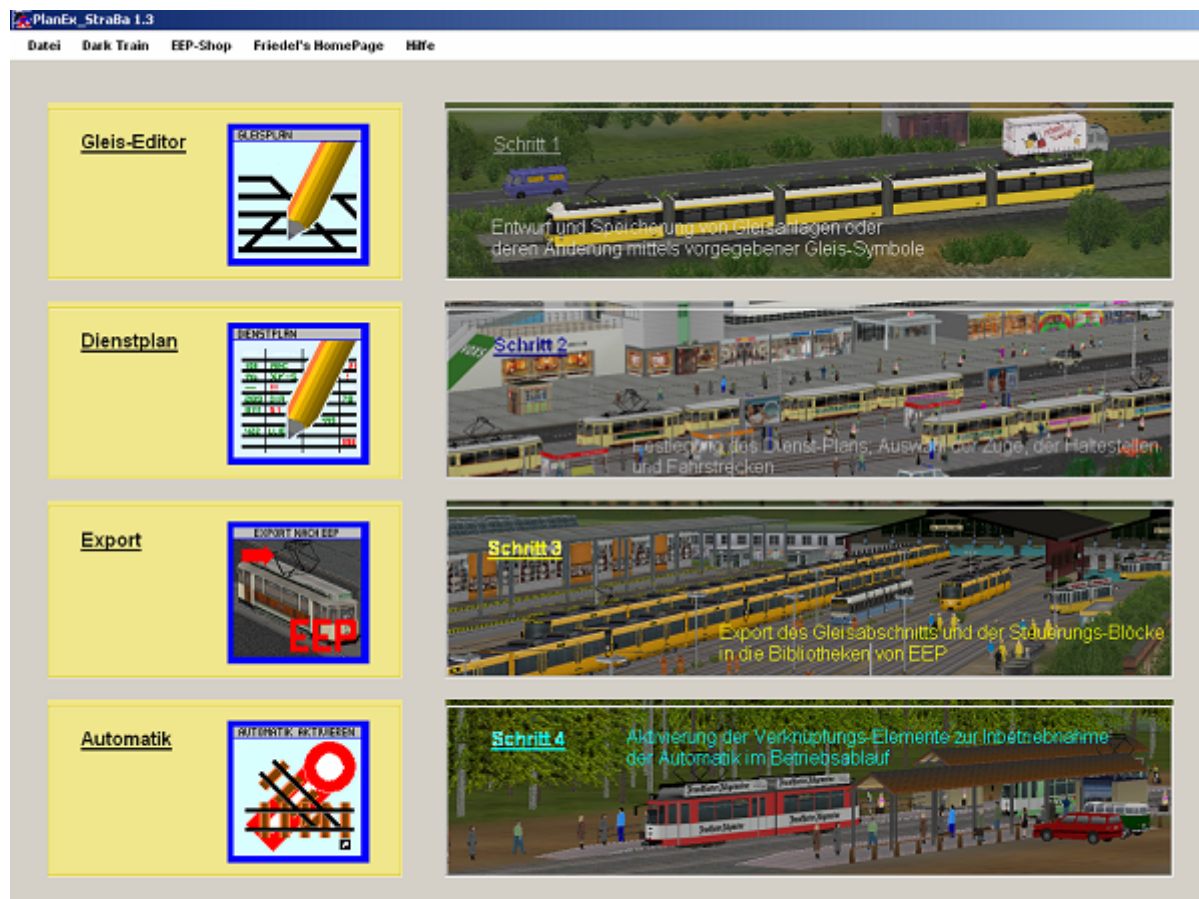 PlanEx_StraBa 1.3
Datei Dark Train EEP-Shop Friedel's HomePage Hilfe
Gleis-Editor
GLEISPLAN
Schritt 1
Entwurf und Speicherung von Gleisanlagen oder
deren Änderung mittels vorgegebener Gleis-Symbole
Dienstplan
DIENSTPLAN
Schritt 2
Festlegung des Dienst-Plans; Auswahl der Züge, der Haltestellen
und Fahrstrecken
Export
EXPORT NACH EEP
EEP
Schritt 3
Export des Gleisabschnitts und der Steuerungs-Blöcke
in die Bibliotheken von EEP
Automatik
AUTOMATIK AKTIVIEREN
Schritt 4
Aktivierung der Verknüpfungs-Elemente zur Inbetriebnahme
der Automatik im Betriebsablauf
Frankfurter Allgemeine